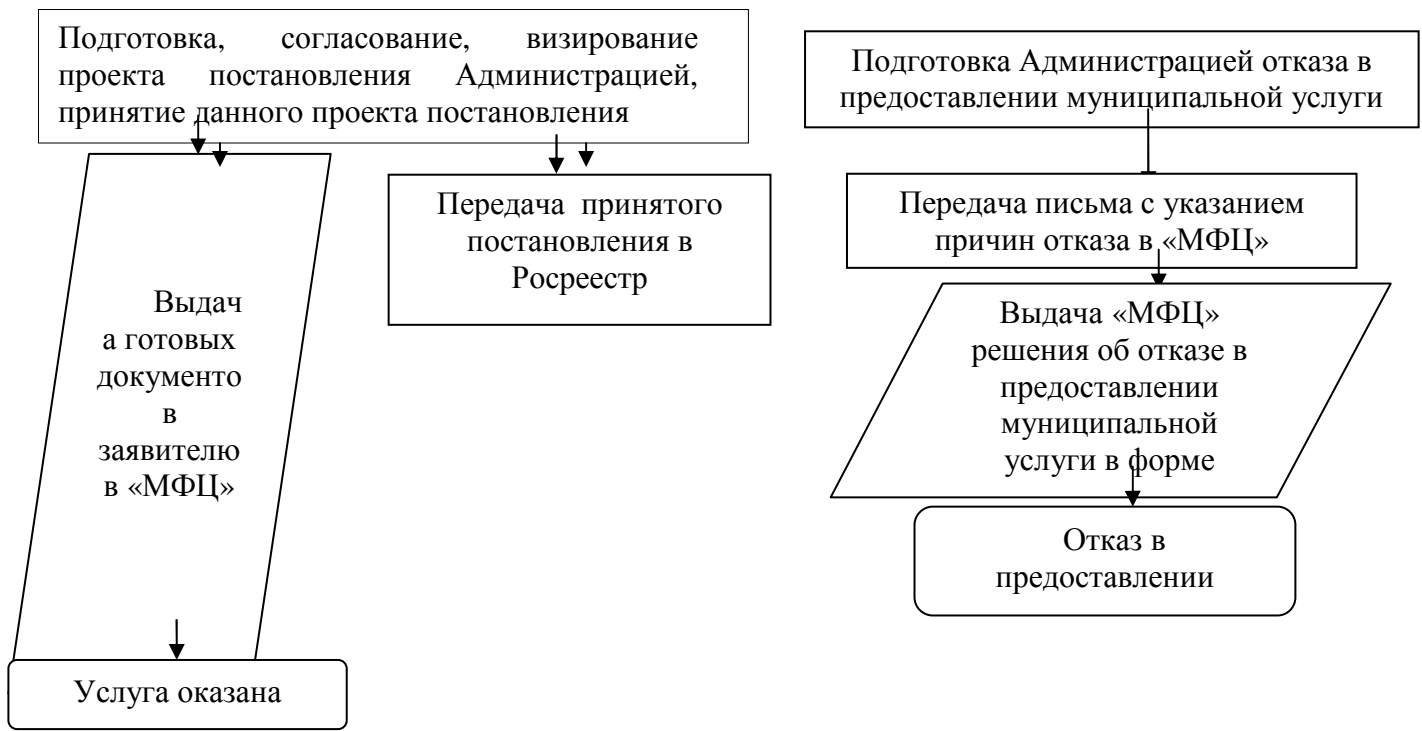 Подготовка, согласование, визирование
проекта постановления Администрацией,
принятие данного проекта постановления
Выдач
а готовых
документо
в
заявителю
в «МФЦ»
Услуга оказана
Передача принятого
постановления в
Росреестр
Подготовка Администрацией отказа в
предоставлении муниципальной услуги
Передача письма с указанием
причин отказа в «МФЦ»
Выдача «МФЦ»
решения об отказе в
предоставлении
муниципальной
услуги в форме
Отказ в
предоставлении